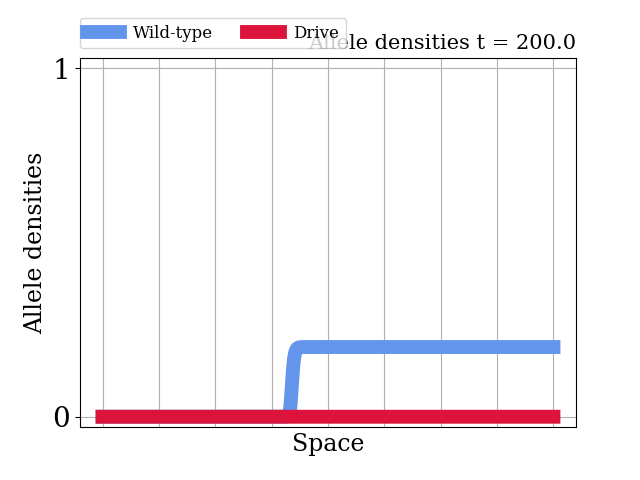 Wild-type Drive
Allele densities t = 200.0
1
Allele densities
0
Space